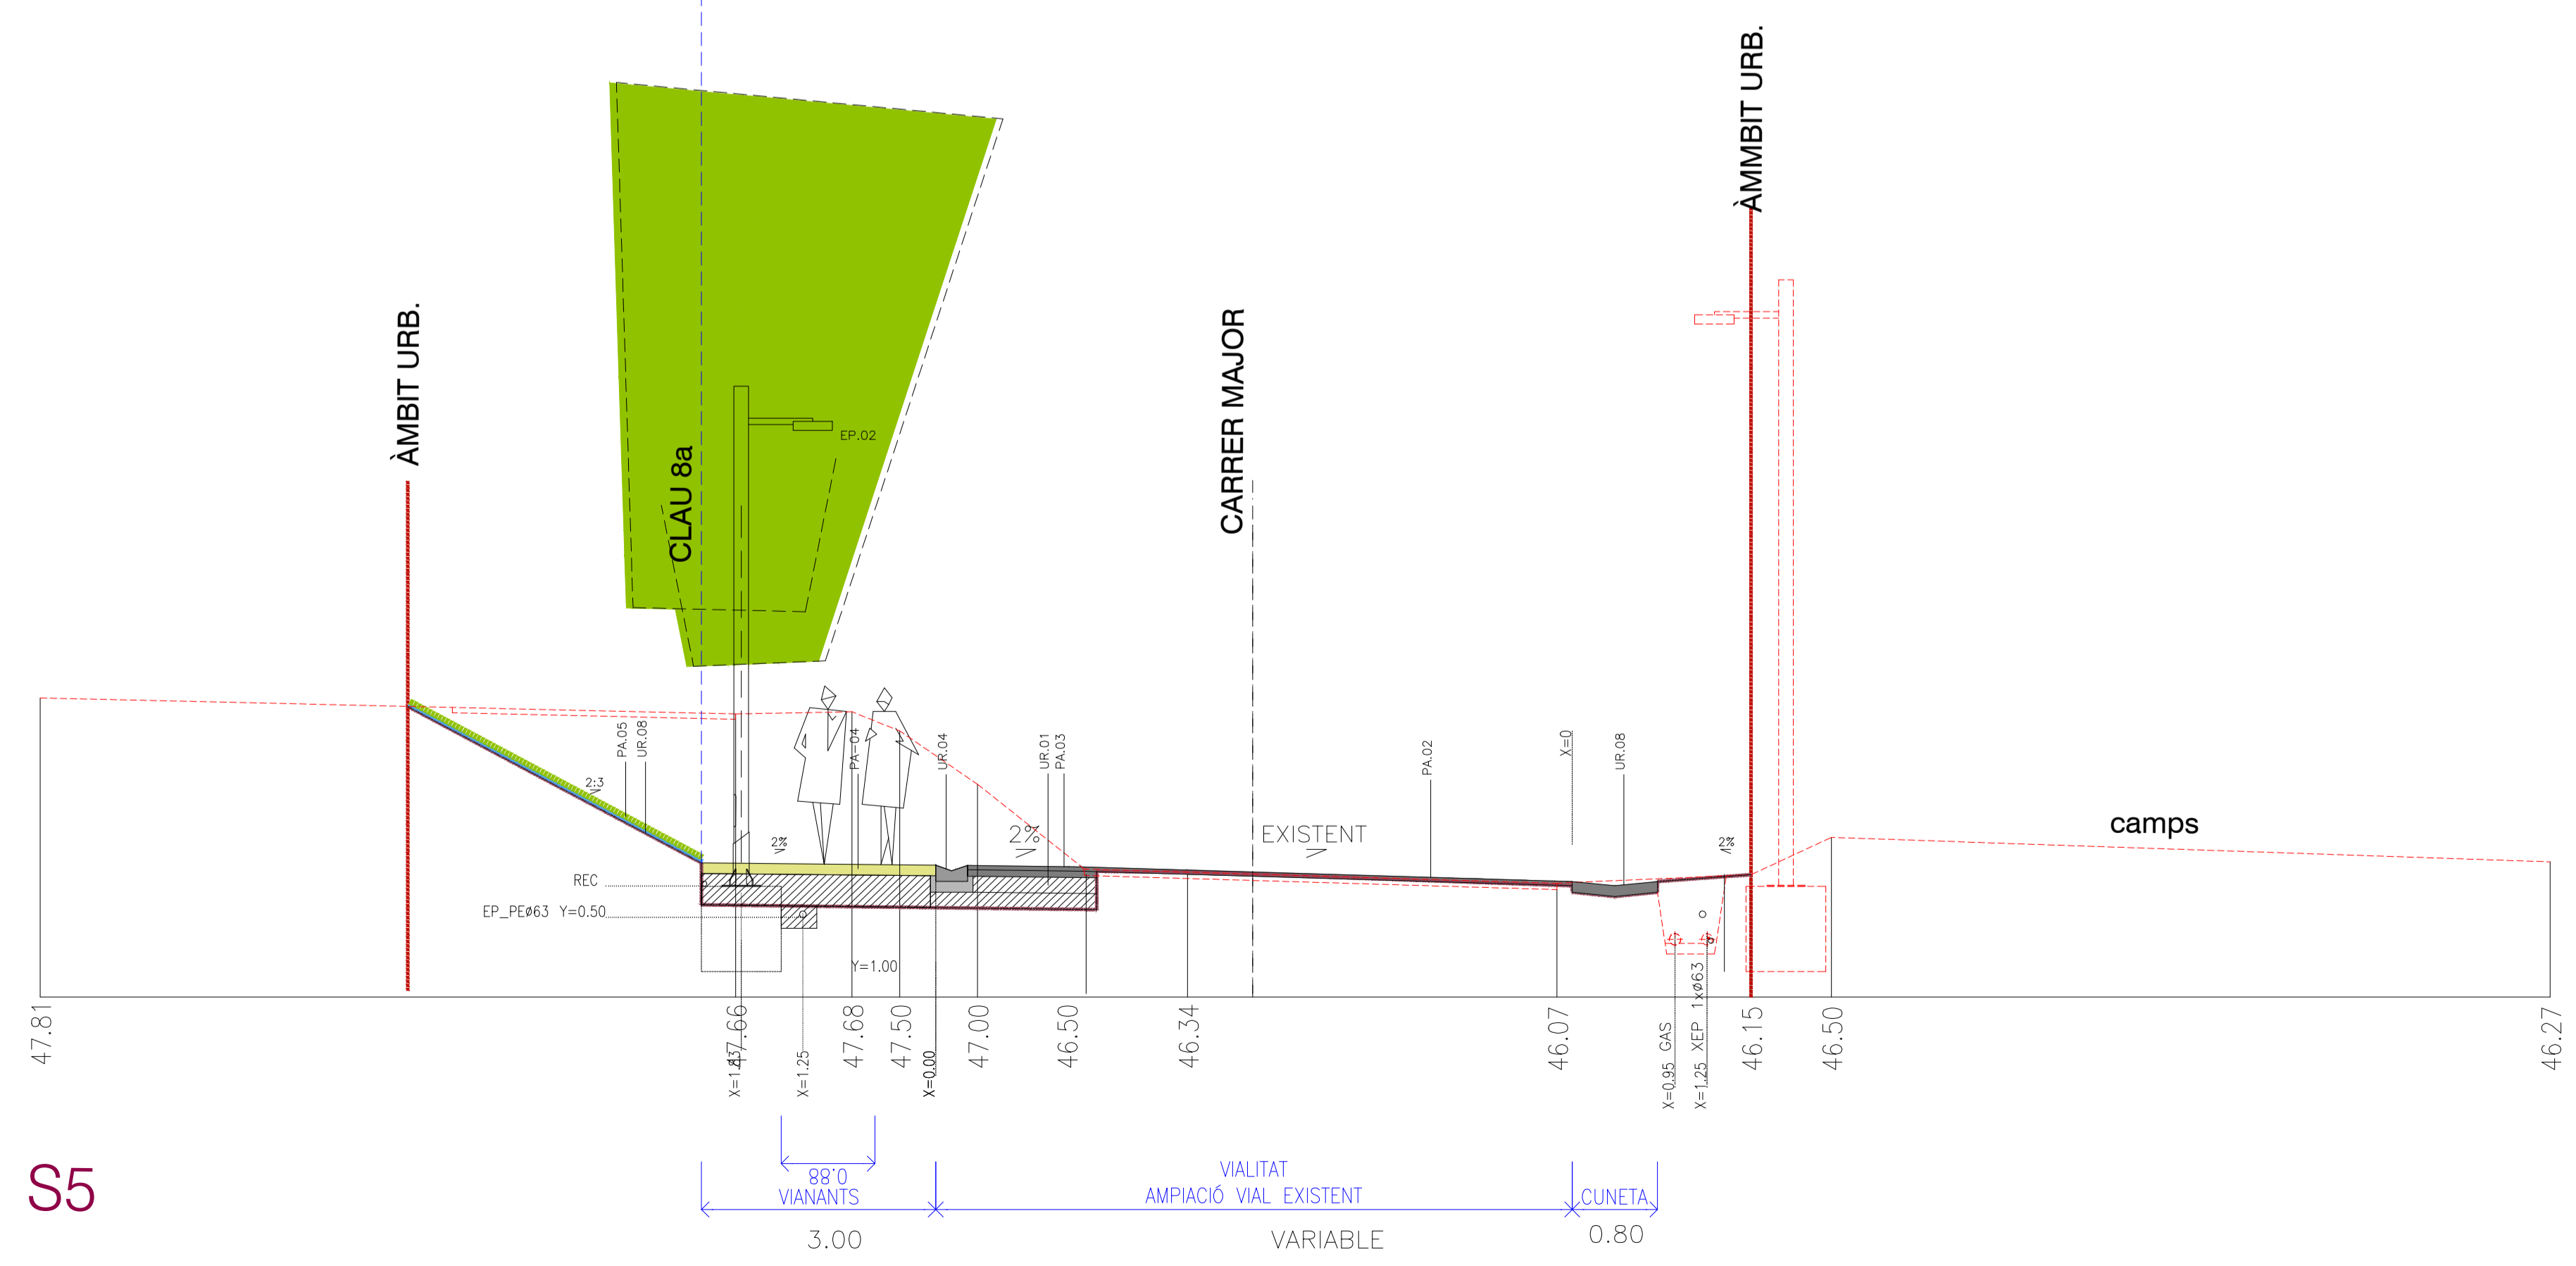 ÀMMBIT URB.
ÀMBIT URB.
CARRER MAJOR
CLAU 8a
EP.02
PA.05
UR.08
2:3
2%
PA-04
UR.04
UR.01
PA.03
2%
EXISTENT
PA.02
X=0
UR.08
2%
camps
REC
EP_PEø63 Y=0.50
Y=1.00
47.81
47.66
47.68
47.50
47.00
46.50
46.34
46.07
46.15
46.50
46.27
X=1.25
X=0.00
X=0.95 GAS
X=1.25 XEP 1xø63
0.88
VIANANTS
VIALITAT
AMPIACIÓ VIAL EXISTENT
CUNETA
3.00
VARIABLE
0.80
S5